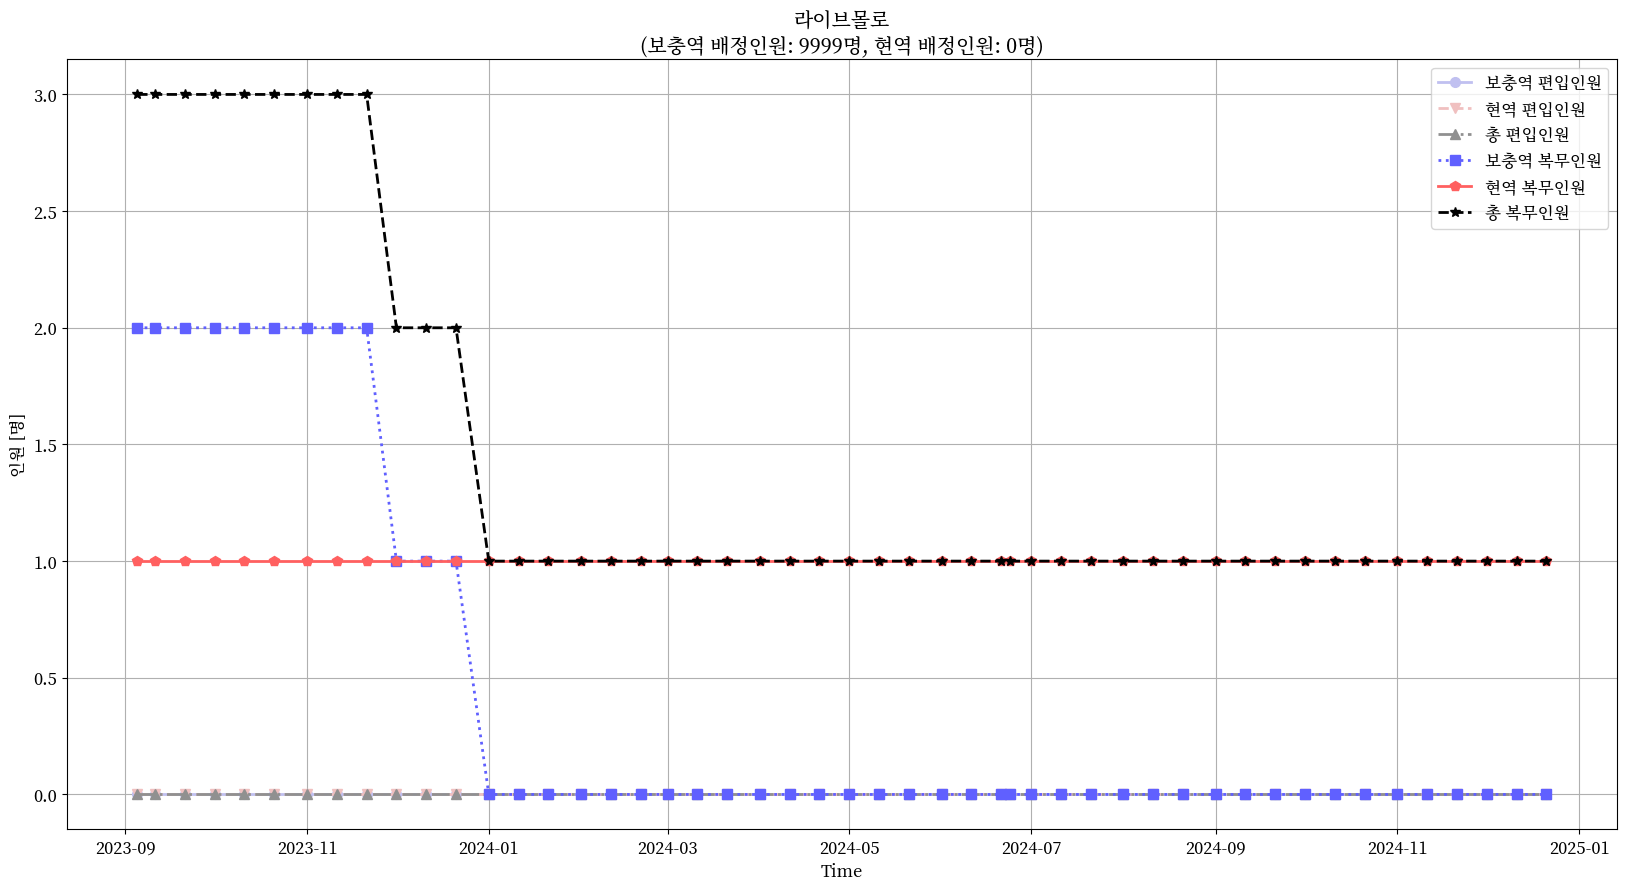 라이브몰로
(보충역 배정인원: 9999명, 현역 배정인원: 0명)
보충역 편입인원
현역 편입인원
총 편입인원
보충역 복무인원
현역 복무인원
총 복무인원
인원 [명]
3.0
2.5
2.0
1.5
1.0
0.5
0.0
2023-09 2023-11 2024-01 2024-03 2024-05 2024-07 2024-09 2024-11 2025-01
Time